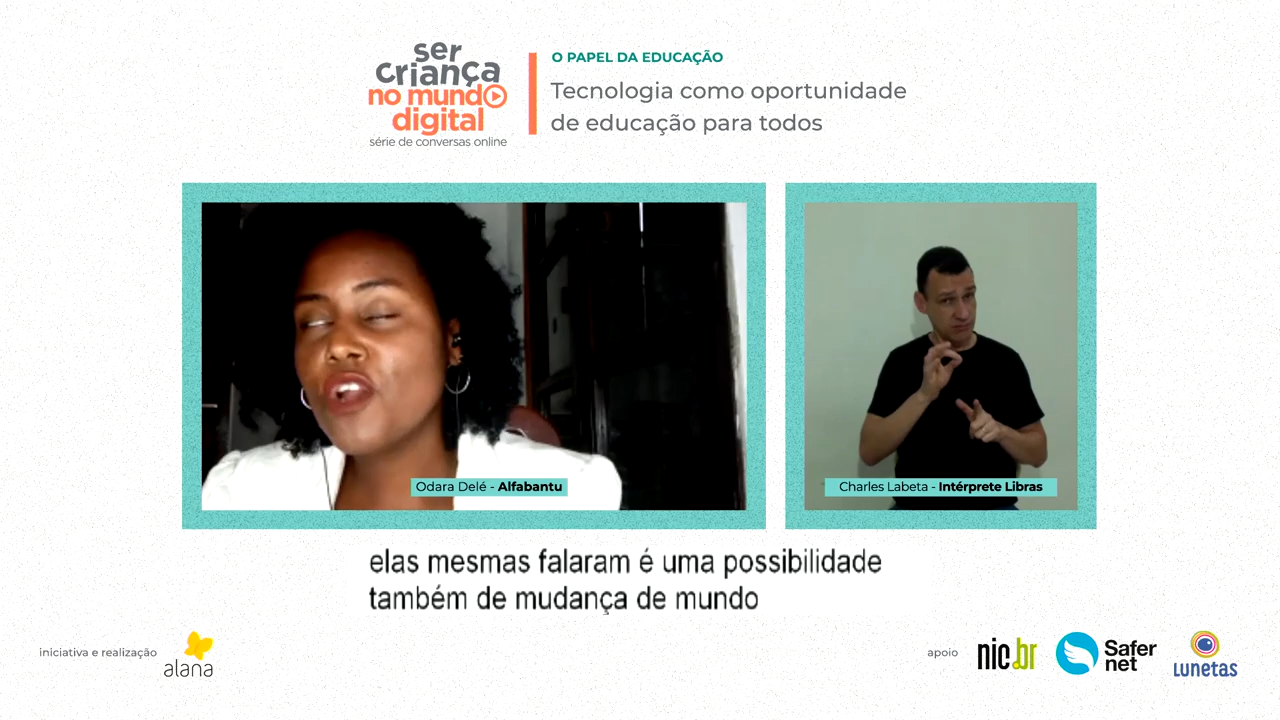 ser
criança
no mundo
digital
série de conversas online
O PAPEL DA EDUCAÇÃO
Tecnologia como oportunidade
de educação para todos
Odara Delé - Alfabantu
Charles Labeta - Intérprete Libras
elas mesmas falaram é uma possibilidade
também de mudança de mundo
iniciativa e realização
alana
apoio
nic.br
Safer
net
LUNETAS